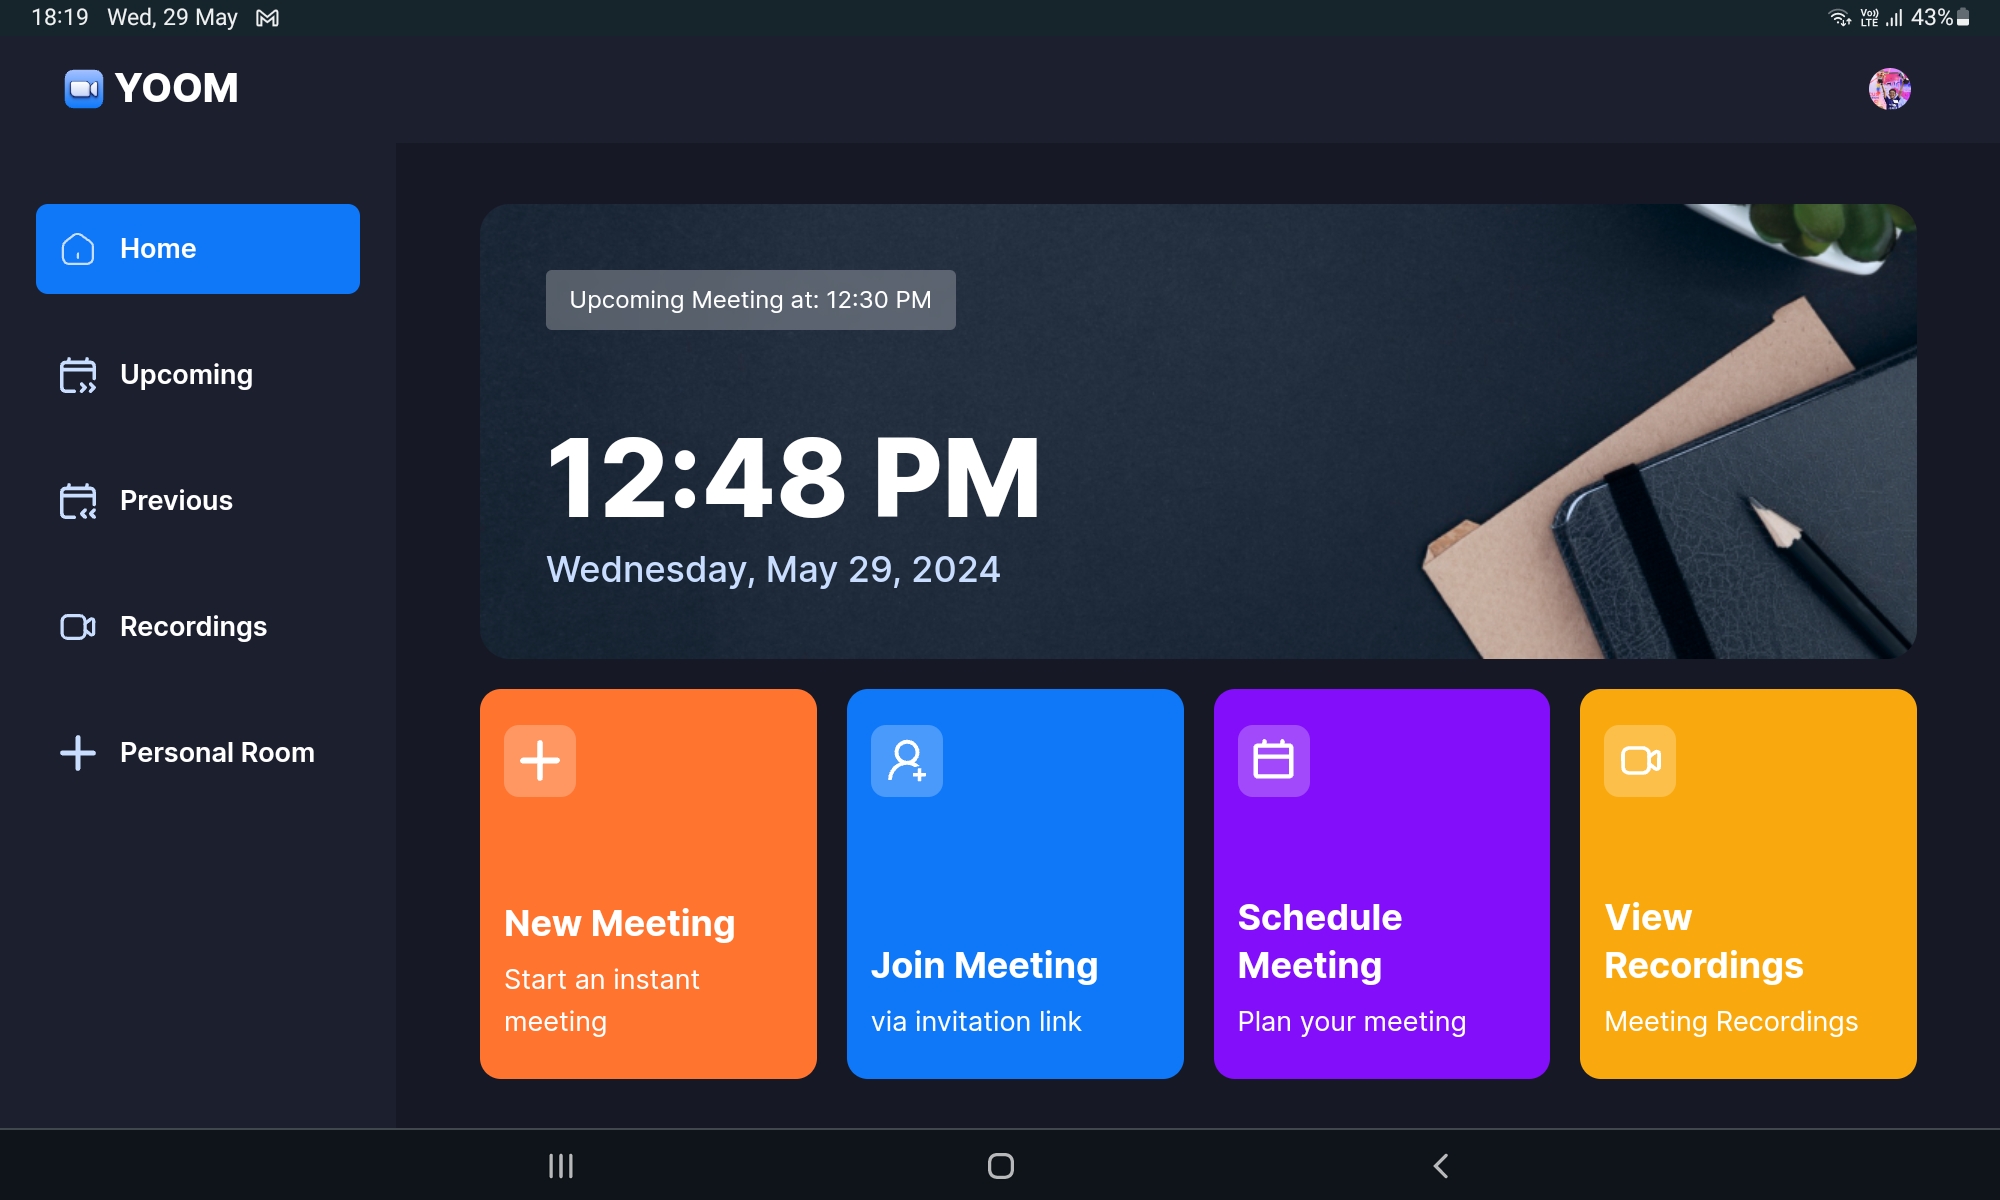 18:19 Wed, 29 May
Vo)) LTE 43%
YOOM
Home
Upcoming
Previous
Recordings
Personal Room
Upcoming Meeting at: 12:30 PM
12:48 PM
Wednesday, May 29, 2024
New Meeting
Start an instant
meeting
Join Meeting
via invitation link
Schedule
Meeting
Plan your meeting
View
Recordings
Meeting Recordings